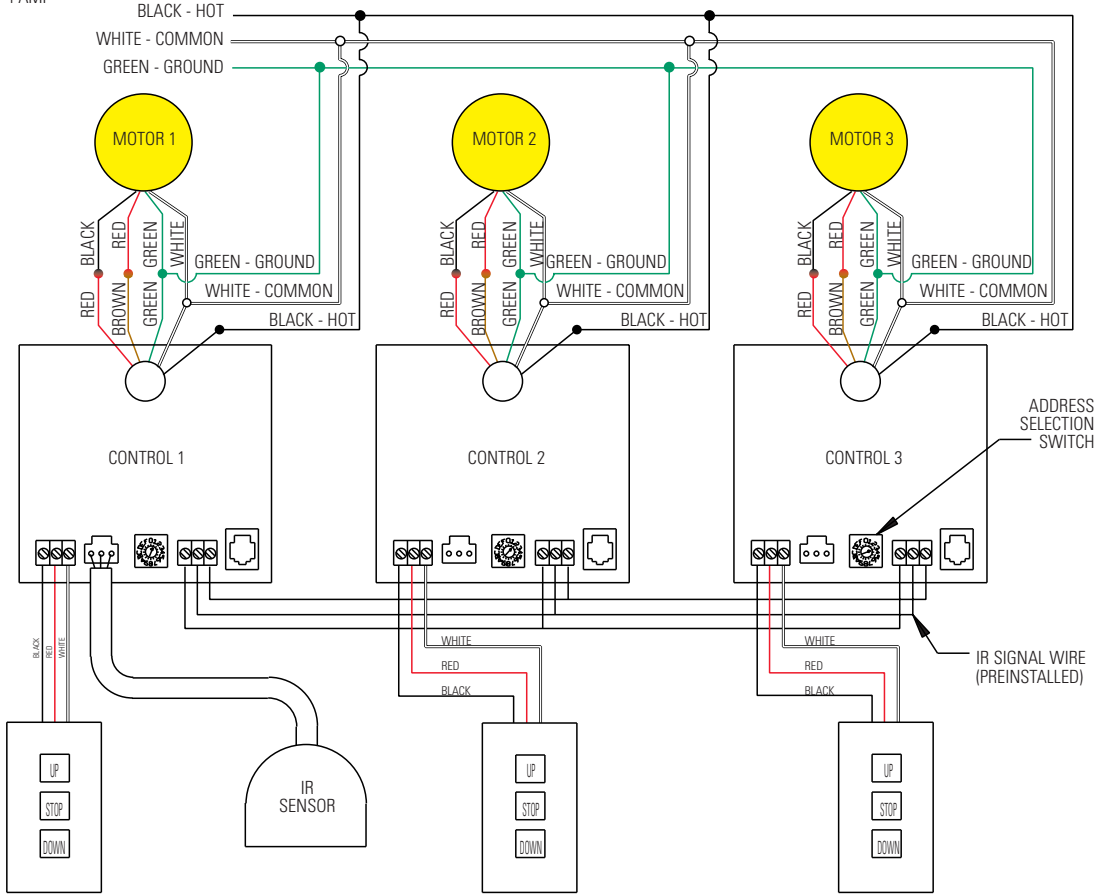 BLACK - HOT
WHITE - COMMON
GREEN - GROUND
MOTOR 1
MOTOR 2
MOTOR 3
BLACK
RED
GREEN
WHITE
RED
BROWN
GREEN
GREEN - GROUND
WHITE - COMMON
BLACK - HOT
BLACK
RED
GREEN
WHITE
RED
BROWN
GREEN
GREEN - GROUND
WHITE - COMMON
BLACK - HOT
BLACK
RED
GREEN
WHITE
RED
BROWN
GREEN
GREEN - GROUND
WHITE - COMMON
BLACK - HOT
CONTROL 1
CONTROL 2
CONTROL 3
ADDRESS
SELECTION
SWITCH
BLACK
RED
WHITE
WHITE
RED
BLACK
WHITE
RED
BLACK
IR SIGNAL WIRE
(PREINSTALLED)
UP
STOP
DOWN
IR
SENSOR
UP
STOP
DOWN
UP
STOP
DOWN